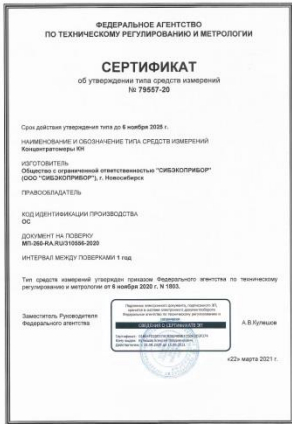 ФЕДЕРАЛЬНОЕ АГЕНТСТВО
ПО ТЕХНИЧЕСКОМУ РЕГУЛИРОВАНИЮ И МЕТРОЛОГИИ
СЕРТИФИКАТ
об утверждении типа средств измерений
№ 79557-20
Срок действия утверждения типа до 6 ноября 2025 г.
НАИМЕНОВАНИЕ И ОБОЗНАЧЕНИЕ ТИПА СРЕДСТВ ИЗМЕРЕНИЙ
Концентратомеры КН
ИЗГОТОВИТЕЛЬ
Общество с ограниченной ответственностью "СИБЭКОПРИБОР"
(ООО "СИБЭКОПРИБОР"), г. Новосибирск
ПРАВООБЛАДАТЕЛЬ
КОД ИДЕНТИФИКАЦИИ ПРОИЗВОДСТВА
ОС
ДОКУМЕНТ НА ПОВЕРКУ
МП-260-RA.RU/310556-2020
ИНТЕРВАЛ МЕЖДУ ПОВЕРКАМИ 1 год
Тип средств измерений утвержден приказом Федерального агентства по техническому
регулированию и метрологии от 6 ноября 2020 г. N 1803.
Заместитель Руководителя
Федерального агентства
СВЕДЕНИЯ О СЕРТИФИКАТЕ ЭП
А.В.Кулешов
«22» марта 2021 г.